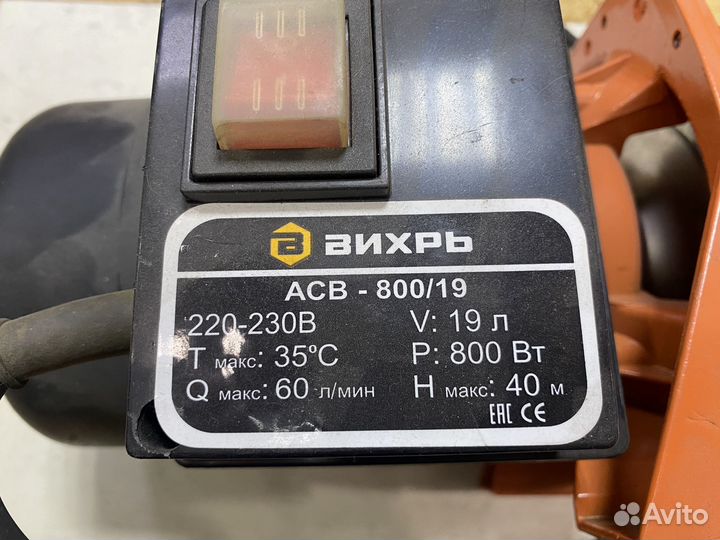 ВИХРЬ
АСВ - 800/19
220-230В V: 19 л
Т макс: 35°С P: 800 Вт
Q макс: 60 л/мин Н макс: 40 м
EAC CE
Avito